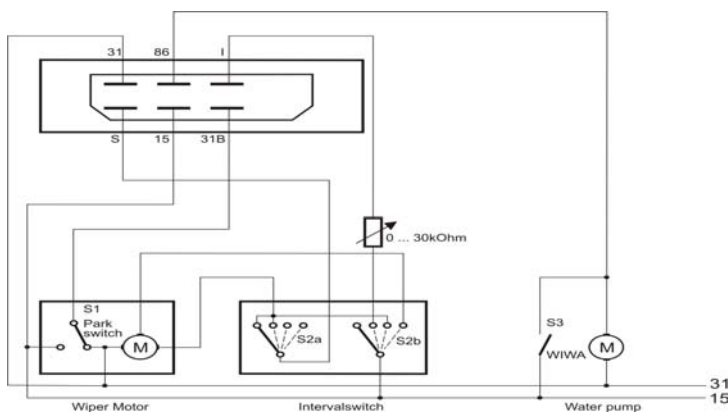 31 86 I
S 15 31B
0 ... 30kOhm
S1
Park
switch
M
S2a
S2b
S3
WIWA
M
31
15
Wiper Motor Intervalswitch Water pump